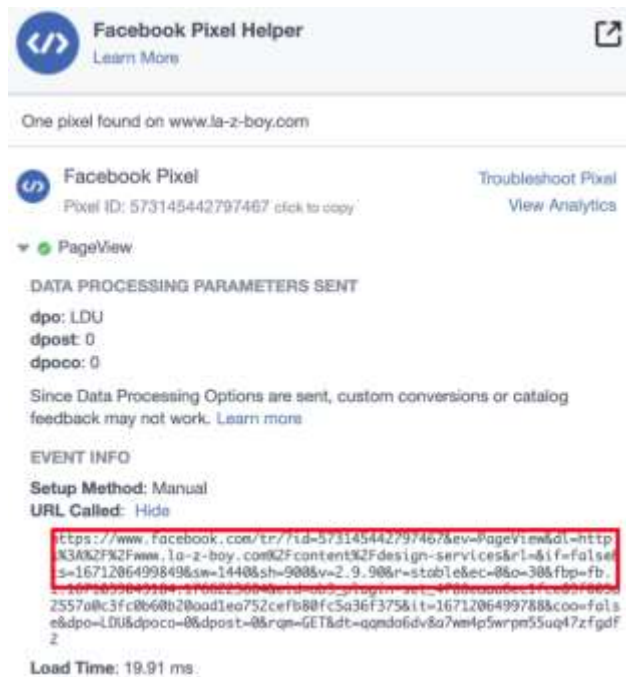 Facebook Pixel Helper
Learn More
One pixel found on www.la-z-boy.com
Facebook Pixel
Troubleshoot Pixel
Pixel ID: 573145442797467 click to copy
View Analytics
PageView
DATA PROCESSING PARAMETERS SENT
dpo: LDU
dpost: 0
dpoco: 0
Since Data Processing Options are sent, custom conversions or catalog
feedback may not work. Learn more
EVENT INFO
Setup Method: Manual
URL Called: Hide
https://www.facebook.com/tr/?id=573145442797467&ev=PageView&dl=http
s%3A%2F%2Fwww.la-z-boy.com%2Fcontent%2Fdesign-services&rl=&if=false&
ts=1671206499849&sw=1440&sh=900&v=2.9.90&r=stable&ec=0&o=30&fbp=fb.
e&dpo=LDU&dpoco=0&dpost=0&rqm=GET&dt=qqmda6dv8a7wm4p5wrpm55uq47zfgdf
2
Load Time: 19.91 ms